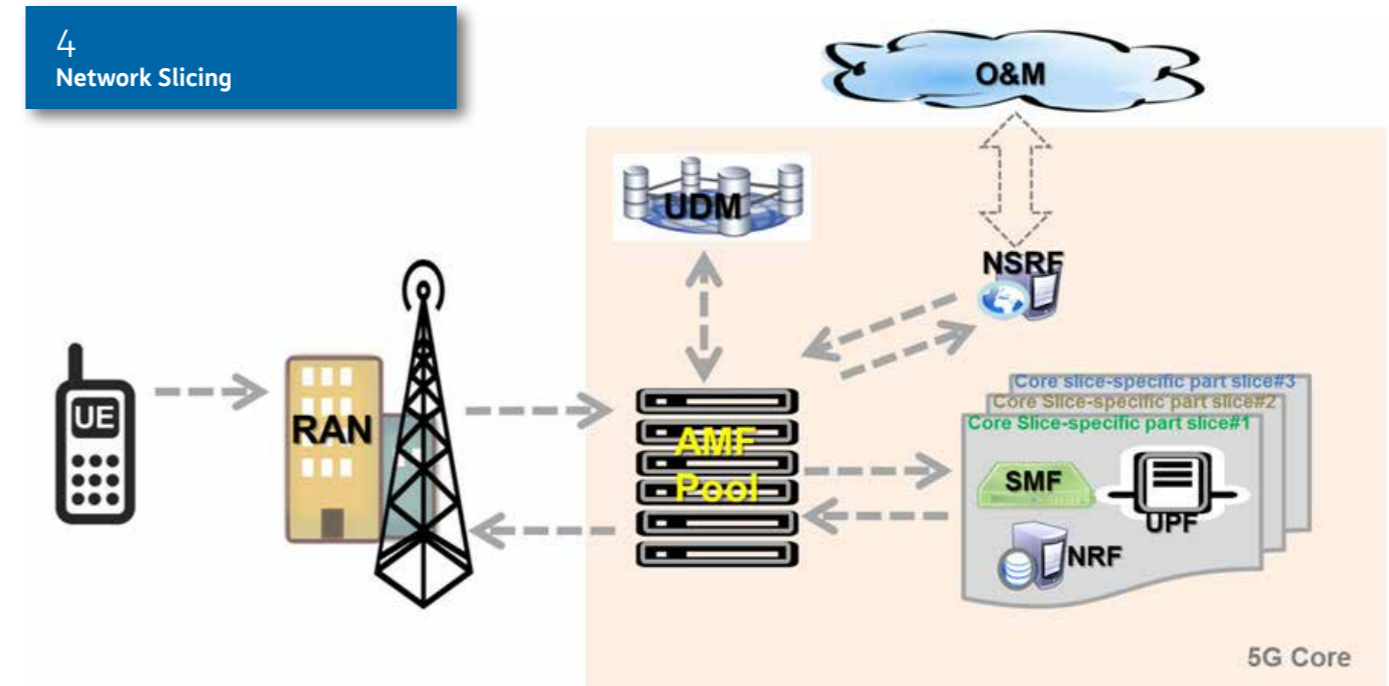 4
Network Slicing
O&M
UDM
NSRF
UE
RAN
AMF
Pool
Core slice-specific part slice#3
Core Slice-specific part slice#2
Core Slice-specific part slice#1
SMF
UPF
NRF
5G Core